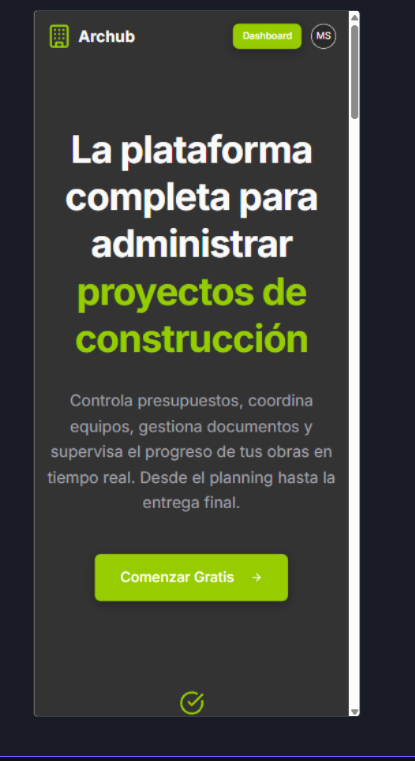 Archub
Dashboard
MS
La plataforma
completa para
administrar
proyectos de
construcción
Controla presupuestos, coordina
equipos, gestiona documentos y
supervisa el progreso de tus obras en
tiempo real. Desde el planning hasta la
entrega final.
Comenzar Gratis